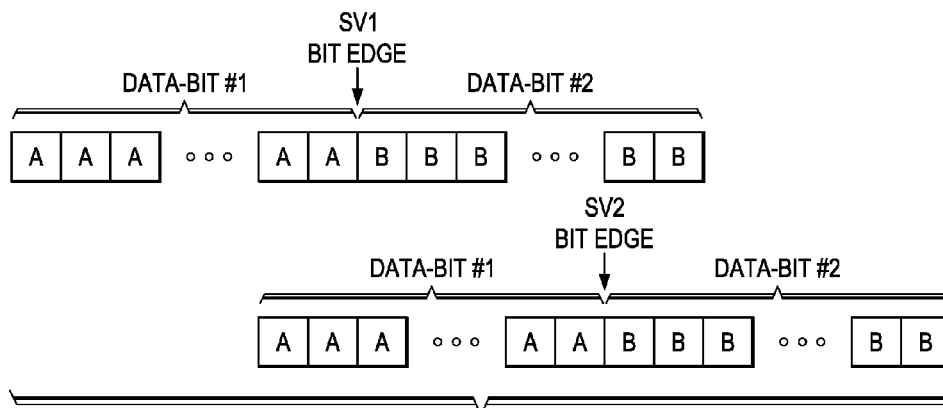 SV1
BIT EDGE
DATA-BIT #1 DATA-BIT #2
A A A ∘∘∘ A A B B B ∘∘∘ B B
SV2
BIT EDGE
DATA-BIT #1 DATA-BIT #2
A A A ∘∘∘ A A B B B ∘∘∘ B B